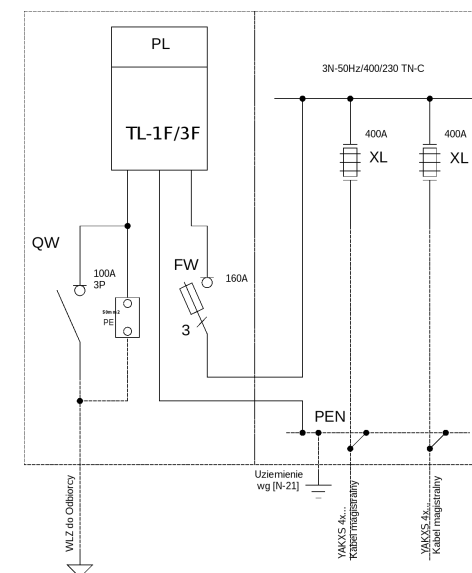 PL
3N-50Hz/400/230 TN-C
TL-1F/3F
400A
XL
400A
XL
QW
100A
3P
FW
160A
PE
3
PEN
Uziemienie
wg [N-21]
WLZ do Odbiorcy
YAKXS 4x...
Kabel magistralny
YAKXS 4x...
Kabel magistralny